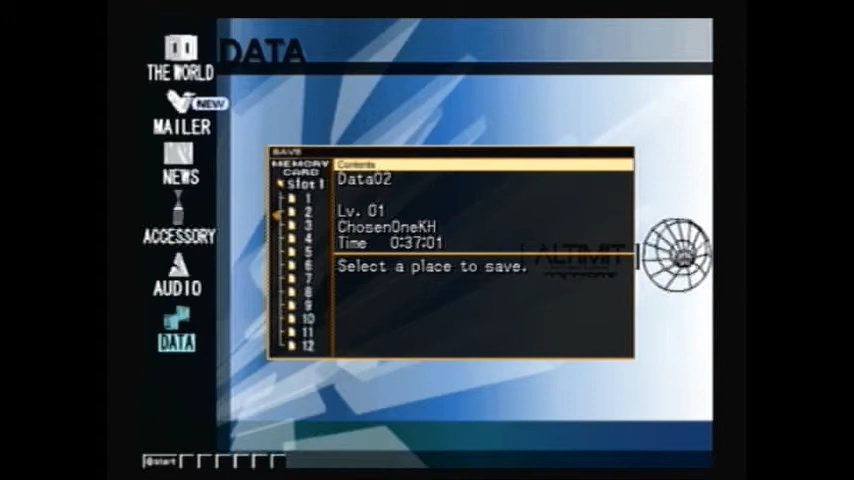 DATA
THE WORLD
NEW
MAILER
NEWS
ACCESSORY
AUDIO
DATA
SAVE
MEMORY
CARD
Slot1
1
2
3
4
5
6
7
8
9
10
11
12
Contents
Data02
Lv. 01
ChosenOneKH
Time 0:37:01
Select a place to save.
ALTIMIT
@start